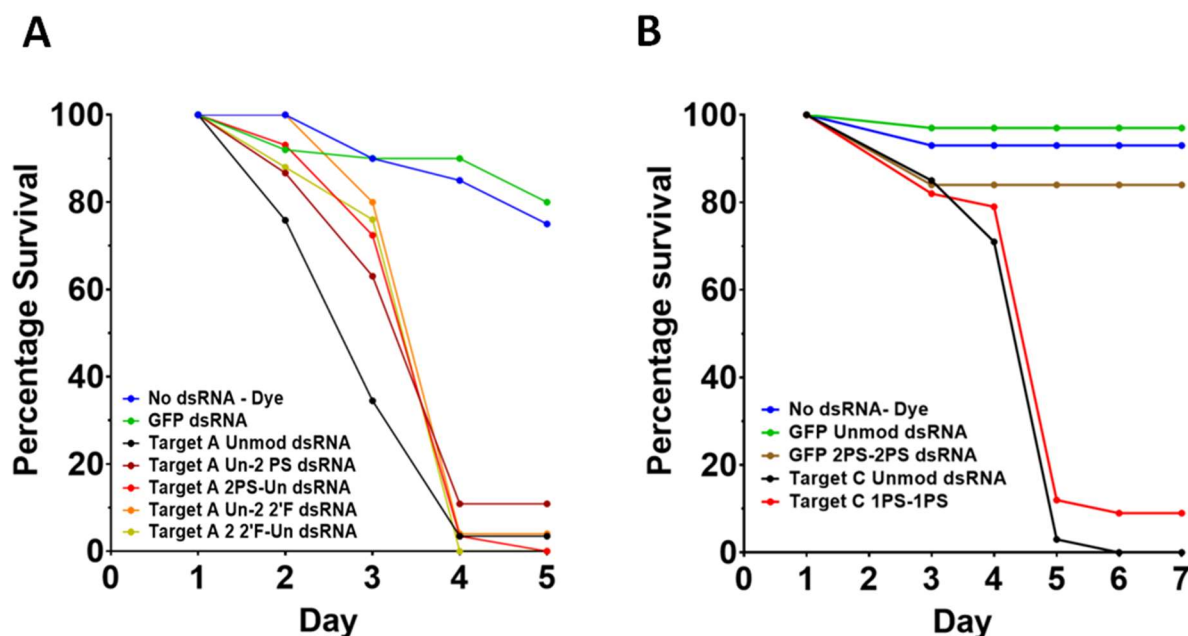 A
Percentage Survival
100
80
60
40
20
0
No dsRNA - Dye
GFP dsRNA
Target A Unmod dsRNA
Target A Un-2 PS dsRNA
Target A 2PS-Un dsRNA
Target A Un-2 2'F dsRNA
Target A 2 2'F-Un dsRNA
0 1 2 3 4 5
Day
B
Percentage survival
100
80
60
40
20
0
No dsRNA- Dye
GFP Unmod dsRNA
GFP 2PS-2PS dsRNA
Target C Unmod dsRNA
Target C 1PS-1PS
0 1 2 3 4 5 6 7
Day